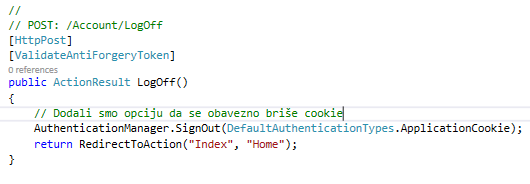 //
// POST: /Account/LogOff
[HttpPost]
[ValidateAntiForgeryToken]
0 references
public ActionResult LogOff()
{
// Dodali smo opciju da se obavezno briše cookie
AuthenticationManager.SignOut(DefaultAuthenticationTypes.ApplicationCookie);
return RedirectToAction("Index", "Home");
}